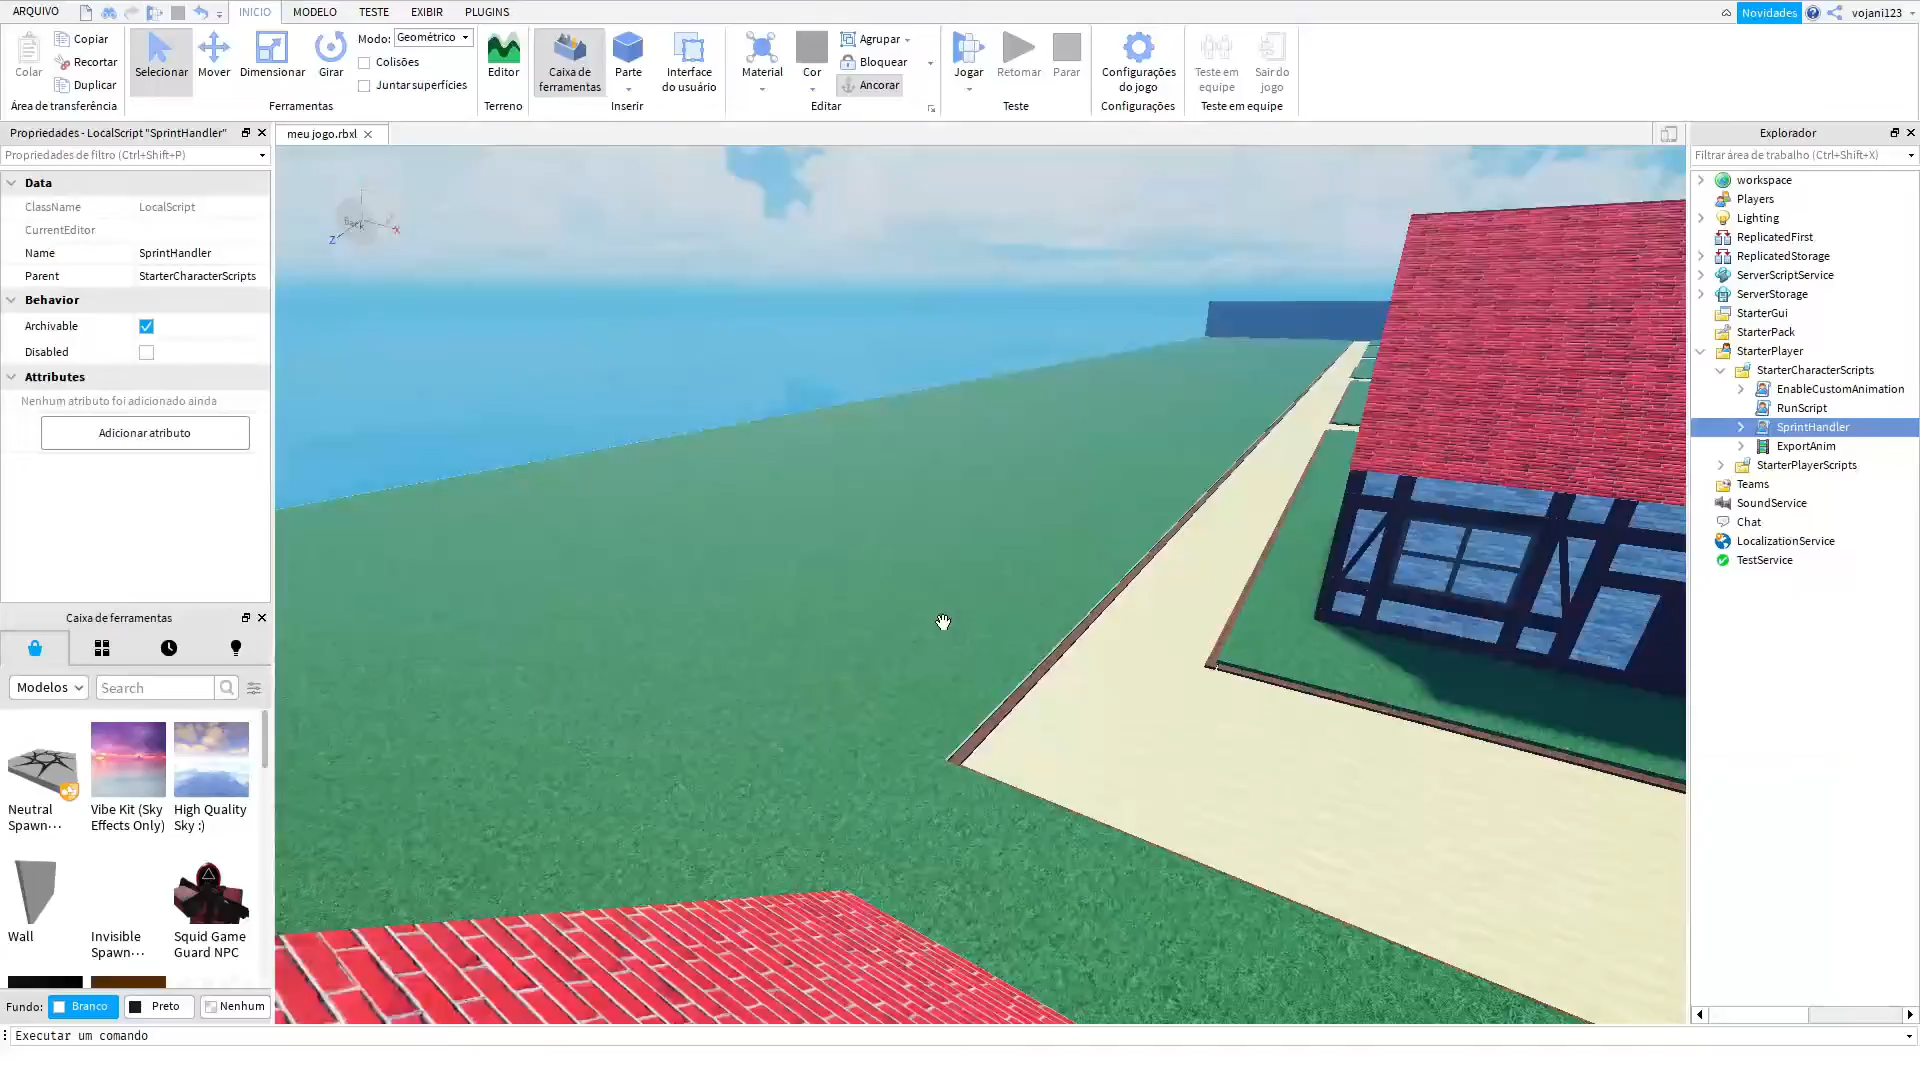 ARQUIVO
INICIO
MODELO
TESTE
EXIBIR
PLUGINS
Novidades
vojani123
Colar
Copiar
Recortar
Duplicar
Área de transferência
Selecionar
Mover
Dimensionar
Girar
Modo:
Geométrico
Colisões
Juntar superfícies
Ferramentas
Editor
Terreno
Caixa de
ferramentas
Parte
Interface
do usuário
Inserir
Material
Cor
Agrupar
Bloquear
Ancorar
Editar
Jogar
Retomar
Parar
Teste
Configurações
do jogo
Configurações
Teste em
equipe
Sair do
jogo
Teste em equipe
Propriedades - LocalScript "SprintHandler"
Propriedades de filtro (Ctrl+Shift+P)
Data
ClassName LocalScript
CurrentEditor
Name SprintHandler
Parent StarterCharacterScripts
Behavior
Archivable
Disabled
Attributes
Nenhum atributo foi adicionado ainda
Adicionar atributo
Caixa de ferramentas
Modelos
Search
Neutral
Spawn...
Vibe Kit (Sky
Effects Only)
High Quality
Sky :)
Wall
Invisible
Spawn...
Squid Game
Guard NPC
Fundo:
Branco
Preto
Nenhum
Executar um comando
meu jogo.rbxl
Back
Z
X
Explorador
Filtrar área de trabalho (Ctrl+Shift+X)
workspace
Players
Lighting
ReplicatedFirst
ReplicatedStorage
ServerScriptService
ServerStorage
StarterGui
StarterPack
StarterPlayer
StarterCharacterScripts
EnableCustomAnimation
RunScript
SprintHandler
ExportAnim
StarterPlayerScripts
Teams
SoundService
Chat
LocalizationService
TestService